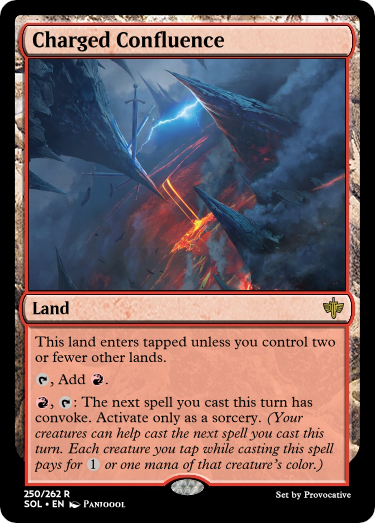 Charged Confluence
Land
This land enters tapped unless you control two
or fewer other lands.
, Add .
, : The next spell you cast this turn has
convoke. Activate only as a sorcery. (Your
creatures can help cast the next spell you cast this
turn. Each creature you tap while casting this spell
pays for 1 or one mana of that creature's color.)
250/262 R
SOL • EN PANJOOOL
Set by Provocative